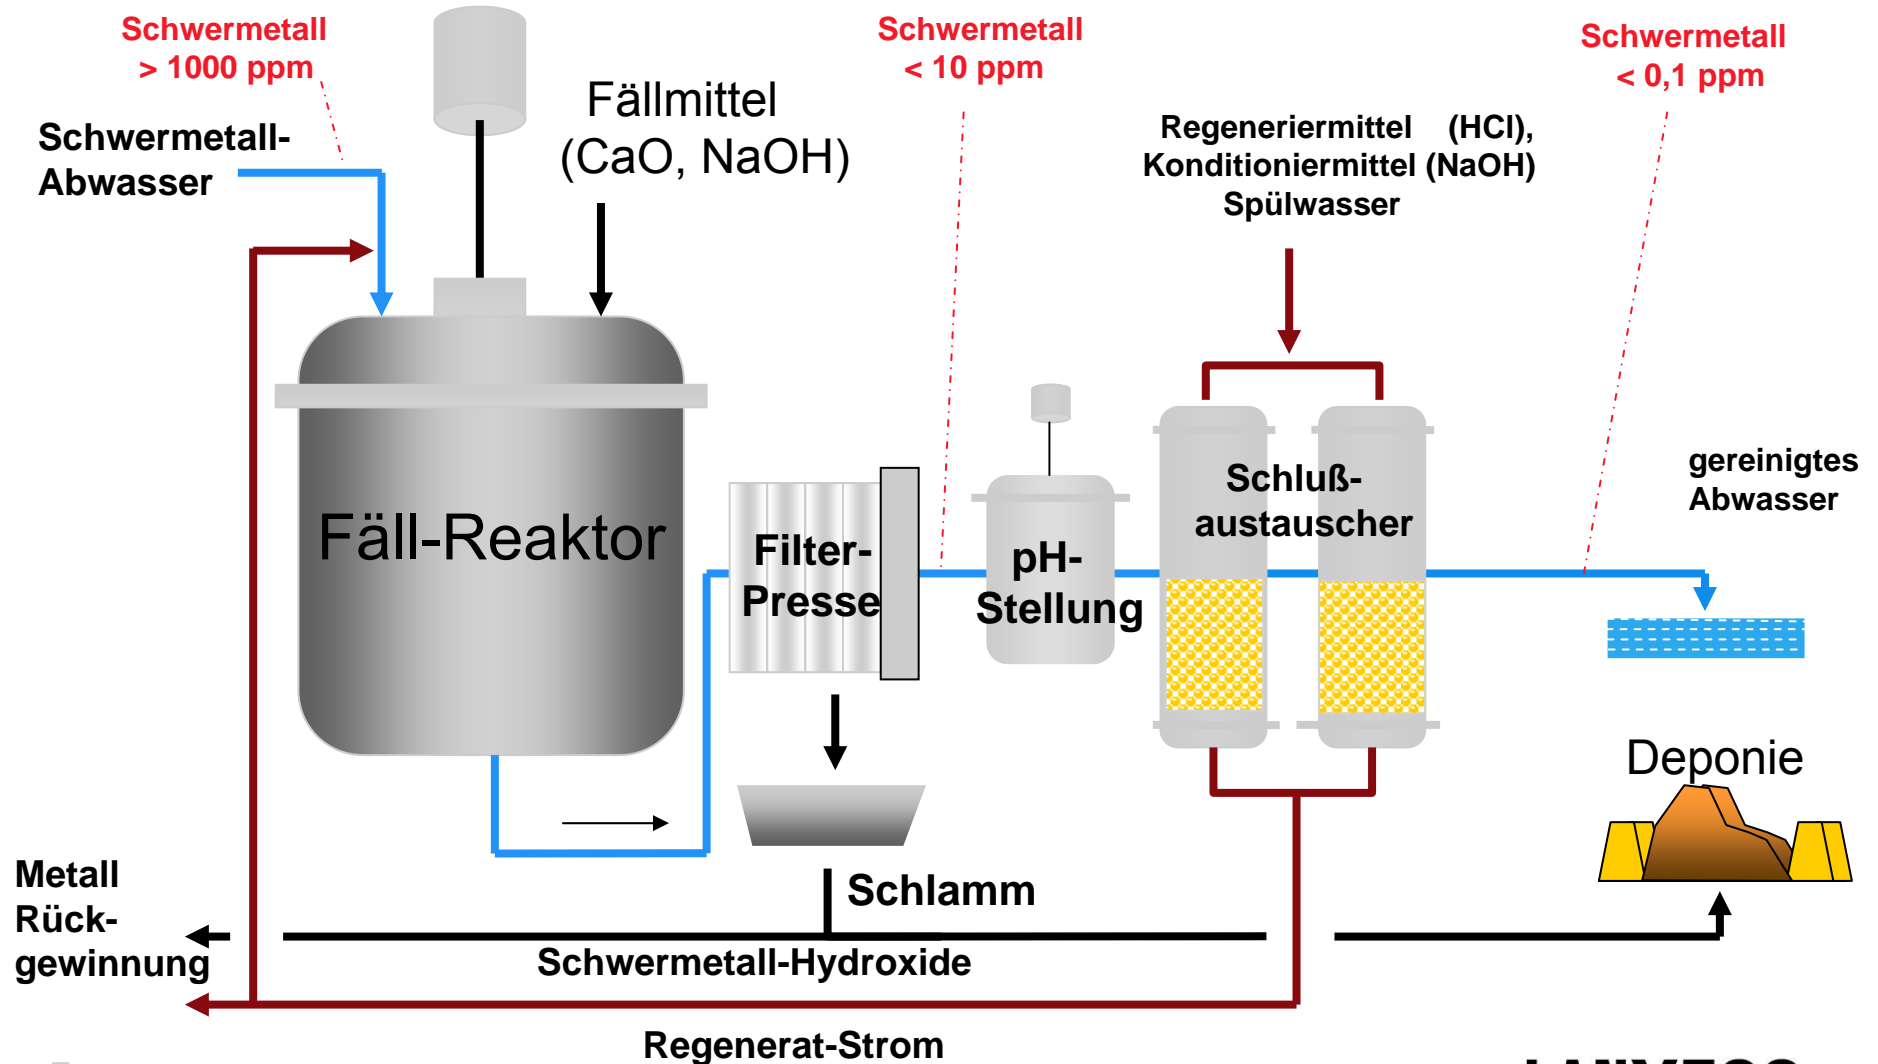 Schwermetall
> 1000 ppm
Schwermetall
< 10 ppm
Schwermetall
< 0,1 ppm
Schwermetall-
Abwasser
Fällmittel
(CaO, NaOH)
Regeneriermittel (HCl),
Konditioniermittel (NaOH)
Spülwasser
Fäll-Reaktor
Filter-
Presse
pH-
Stellung
Schluß-
austauscher
gereinigtes
Abwasser
Deponie
Metall
Rück-
gewinnung
Schlamm
Schwermetall-Hydroxide
Regenerat-Strom